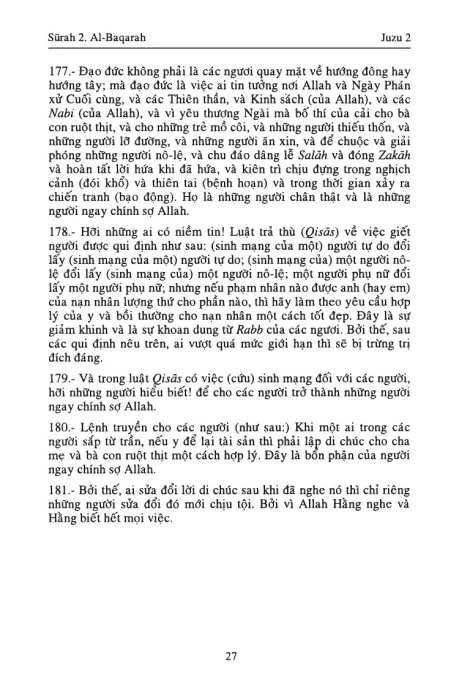 Sūrah 2. Al-Baqarah Juzu 2
177.- Đạo đức không phải là các ngươi quay mặt về hướng đông hay
hướng tây; mà đạo đức là việc ai tin tưởng nơi Allah và Ngày Phán
xử Cuối cùng, và các Thiên thần, và Kinh sách (của Allah), và các
Nabi (của Allah), và vì yêu thương Ngài mà bố thí của cải cho bà
con ruột thịt, và cho những trẻ mồ côi, và những người thiếu thốn, và
những người lỡ đường, và những người ăn xin, và để chuộc và giải
phóng những người nô-lệ, và chu đáo dâng lễ Salāh và đóng Zakāh
và hoàn tất lời hứa khi đã hứa, và kiên trì chịu đựng trong nghịch
cảnh (đói khổ) và thiên tai (bệnh hoạn) và trong thời gian xảy ra
chiến tranh (bạo động). Họ là những người chân thật và là những
người ngay chính sợ Allah.
178.- Hỡi những ai có niềm tin! Luật trả thù (Qisās) về việc giết
người được qui định như sau: (sinh mạng của một) người tự do đổi
lấy (sinh mạng của một) người tự do; (sinh mạng của) một người nô-
lệ đổi lấy (sinh mạng của) một người nô-lệ; một người phụ nữ đổi
lấy một người phụ nữ; nhưng nếu phạm nhân nào được anh (hay em)
của nạn nhân lượng thứ cho phần nào, thì hãy làm theo yêu cầu hợp
lý của y và bồi thường cho nạn nhân một cách tốt đẹp. Đây là sự
giảm khinh và là sự khoan dung từ Rabb của các ngươi. Bởi thế, sau
các qui định nêu trên, ai vượt quá mức giới hạn thì sẽ bị trừng trị
đích đáng.
179.- Và trong luật Qisās có việc (cứu) sinh mạng đối với các người,
hỡi những người hiểu biết! để cho các người trở thành những người
ngay chính sợ Allah.
180.- Lệnh truyền cho các người (như sau:) Khi một ai trong các
người sắp từ trần, nếu y để lại tài sản thì phải lập di chúc cho cha
mẹ và bà con ruột thịt một cách hợp lý. Đây là bổn phận của người
ngay chính sợ Allah.
181.- Bởi thế, ai sửa đổi lời di chúc sau khi đã nghe nó thì chỉ riêng
những người sửa đổi đó mới chịu tội. Bởi vì Allah Hằng nghe và
Hằng biết hết mọi việc.
27